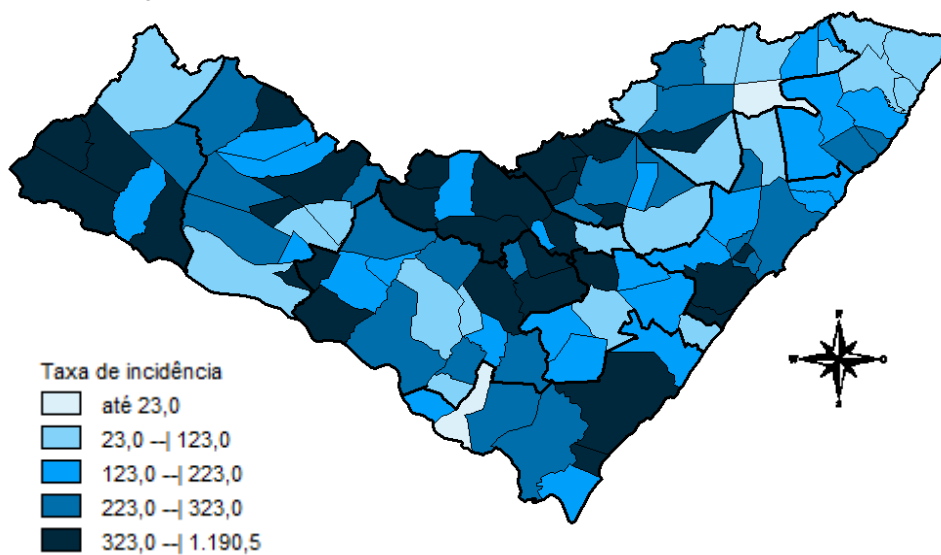 Taxa de incidência
até 23,0
23,0 --| 123,0
123,0 --| 223,0
223,0 --| 323,0
323,0 --| 1.190,5
W